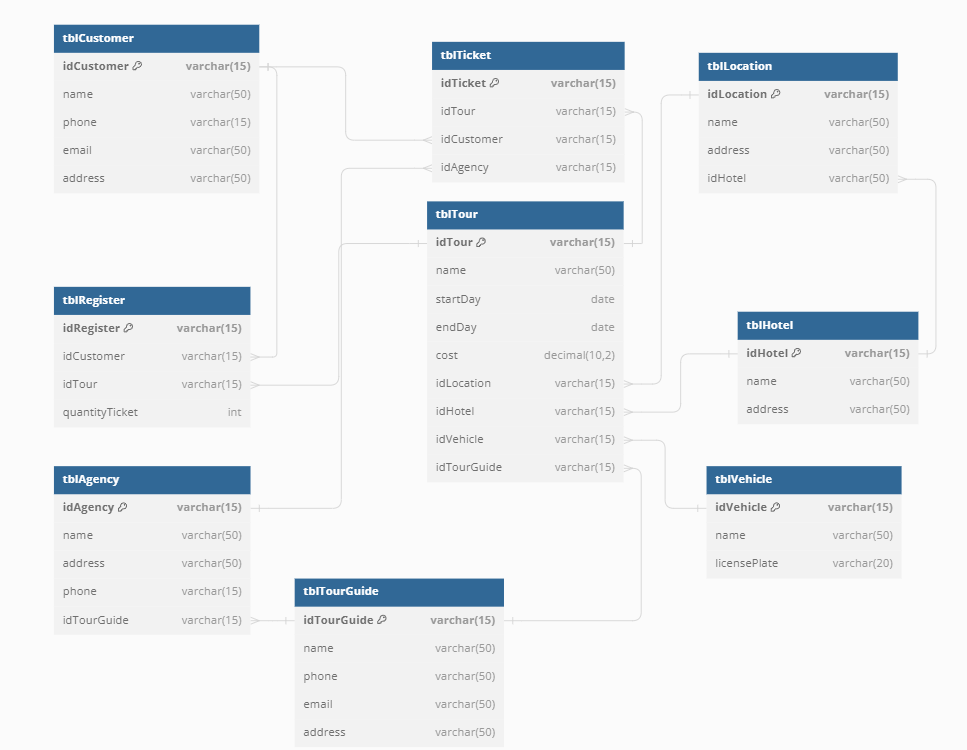 tblCustomer
idCustomer varchar(15)
name varchar(50)
phone varchar(15)
email varchar(50)
address varchar(50)
tblTicket
idTicket varchar(15)
idTour varchar(15)
idCustomer varchar(15)
idAgency varchar(15)
tblLocation
idLocation varchar(15)
name varchar(50)
address varchar(50)
idHotel varchar(50)
tblTour
idTour varchar(15)
name varchar(50)
startDay date
endDay date
cost decimal(10,2)
idLocation varchar(15)
idHotel varchar(15)
idVehicle varchar(15)
idTourGuide varchar(15)
tblRegister
idRegister varchar(15)
idCustomer varchar(15)
idTour varchar(15)
quantityTicket int
tblHotel
idHotel varchar(15)
name varchar(50)
address varchar(50)
tblAgency
idAgency varchar(15)
name varchar(50)
address varchar(50)
phone varchar(15)
idTourGuide varchar(15)
tblVehicle
idVehicle varchar(15)
name varchar(50)
licensePlate varchar(20)
tblTourGuide
idTourGuide varchar(15)
name varchar(50)
phone varchar(50)
email varchar(50)
address varchar(50)